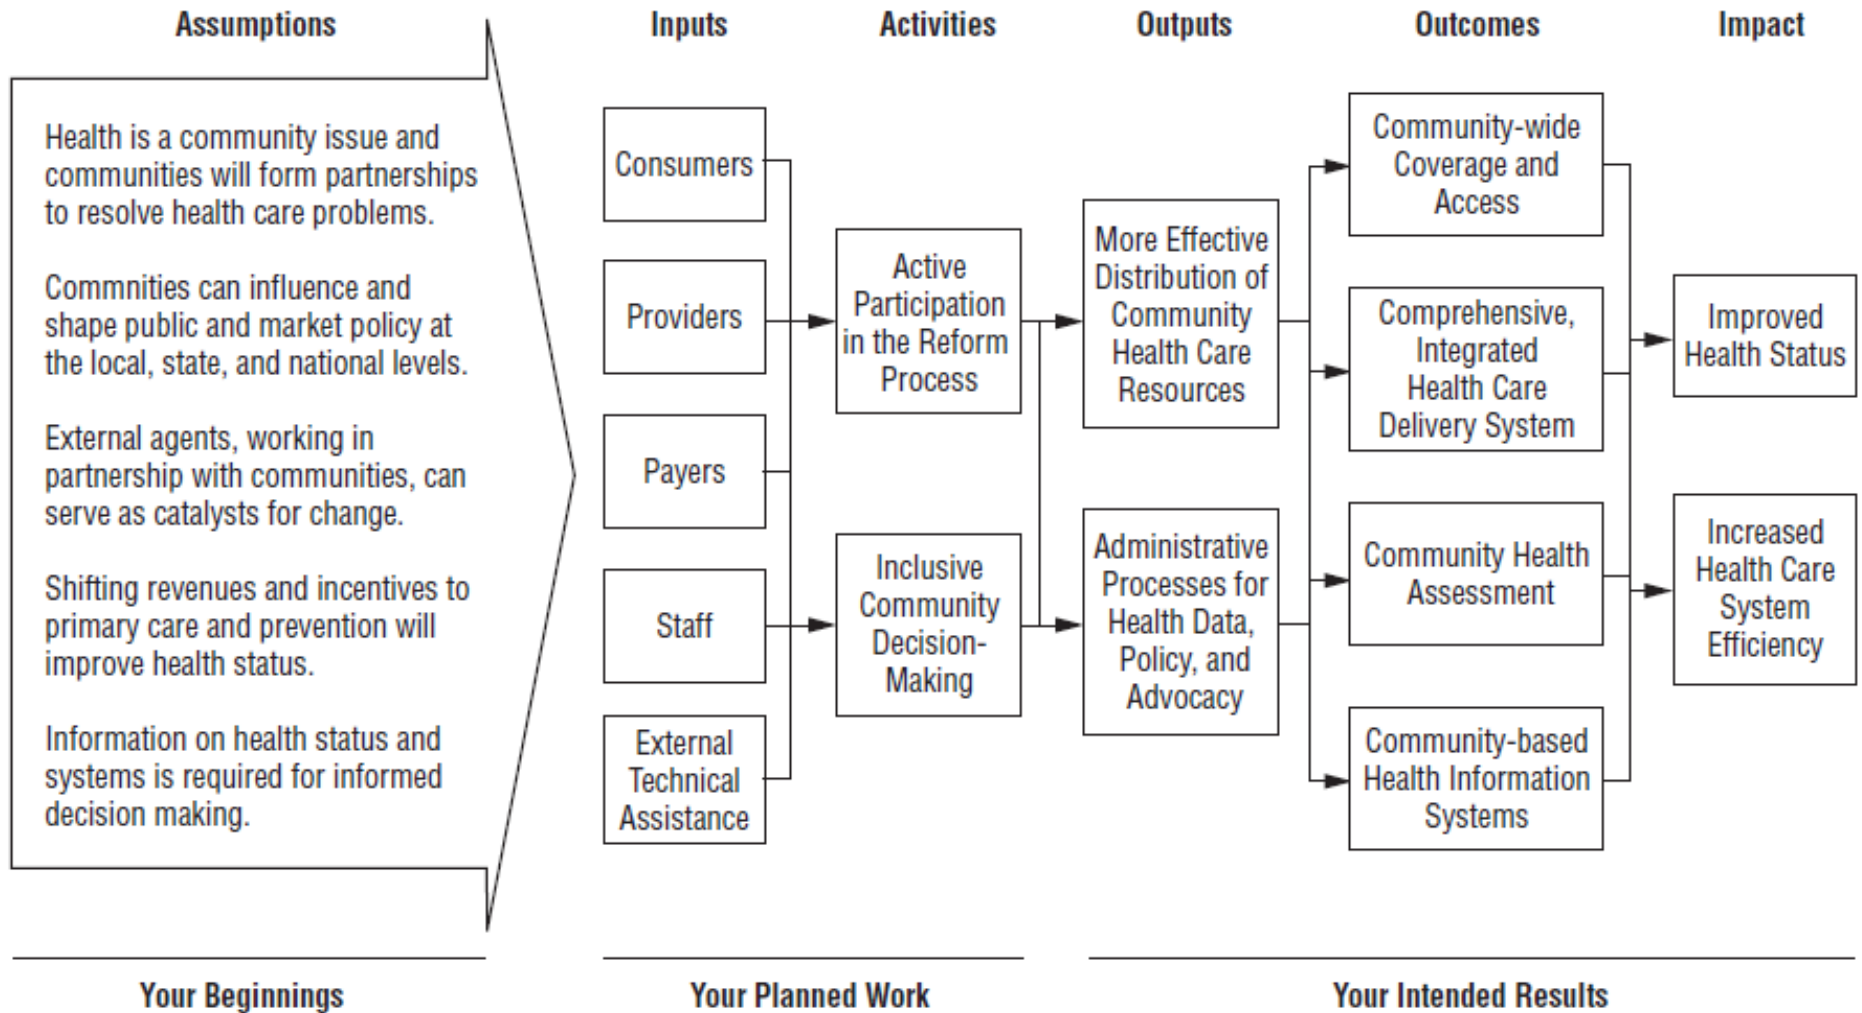 Assumptions
Inputs
Activities
Outputs
Outcomes
Impact
Health is a community issue and
communities will form partnerships
to resolve health care problems.
Commnities can influence and
shape public and market policy at
the local, state, and national levels.
External agents, working in
partnership with communities, can
serve as catalysts for change.
Shifting revenues and incentives to
primary care and prevention will
improve health status.
Information on health status and
systems is required for informed
decision making.
Consumers
Providers
Payers
Staff
External
Technical
Assistance
Active
Participation
in the Reform
Process
Inclusive
Community
Decision-
Making
More Effective
Distribution of
Community
Health Care
Resources
Administrative
Processes for
Health Data,
Policy, and
Advocacy
Community-wide
Coverage and
Access
Comprehensive,
Integrated
Health Care
Delivery System
Community Health
Assessment
Community-based
Health Information
Systems
Improved
Health Status
Increased
Health Care
System
Efficiency
Your Beginnings
Your Planned Work
Your Intended Results